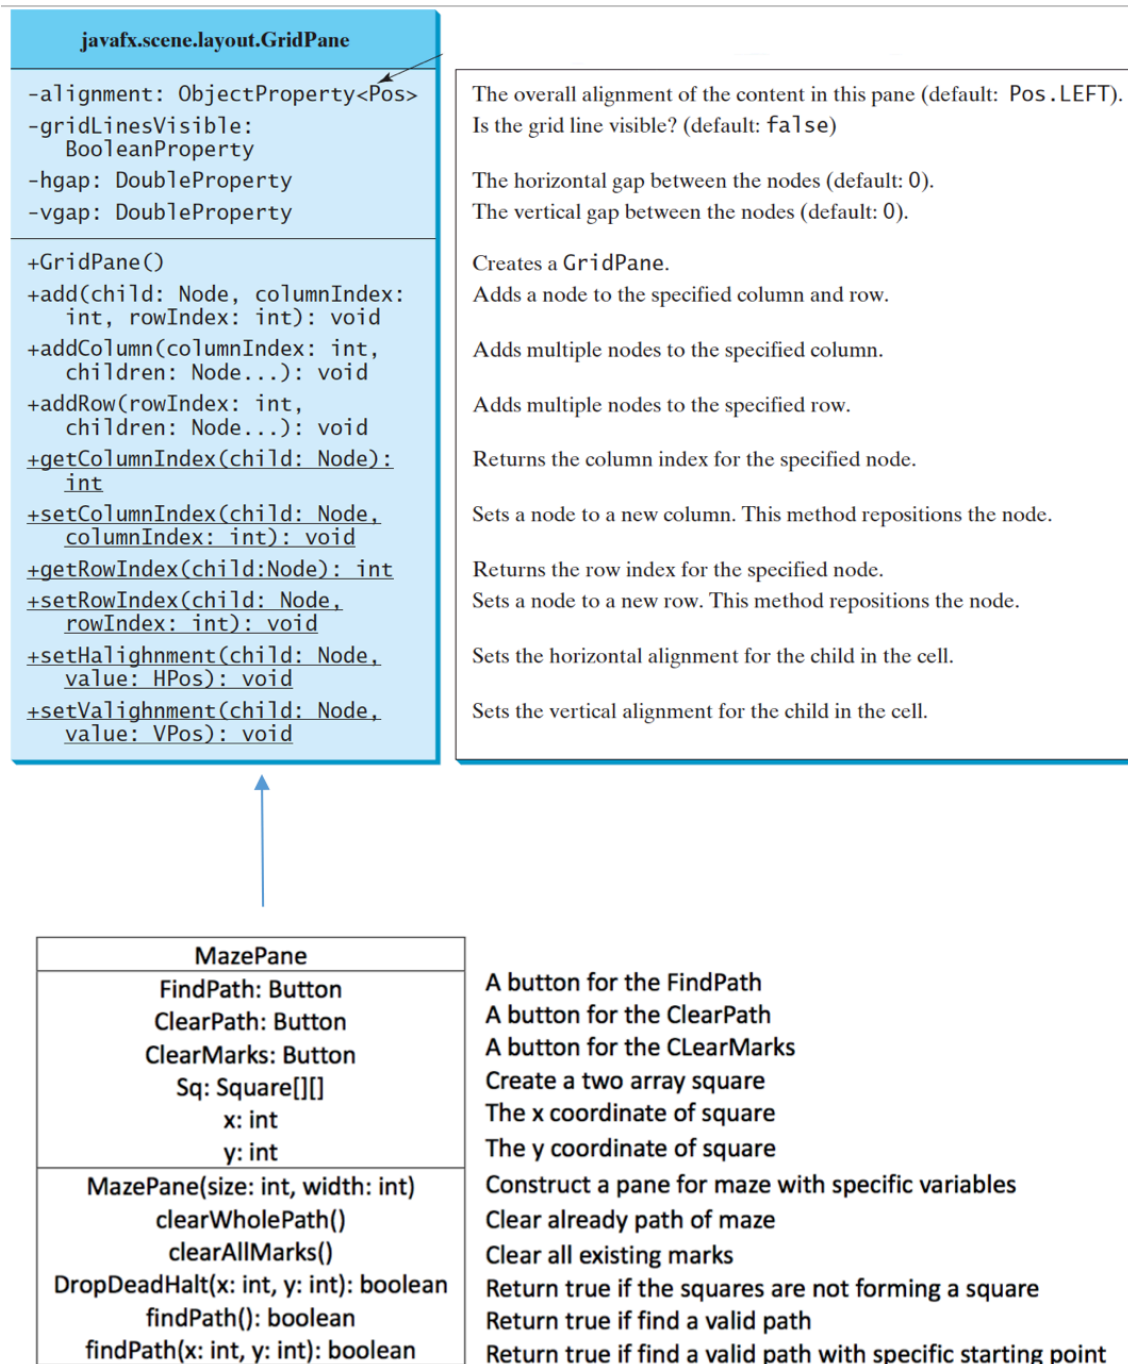 javafx.scene.layout.GridPane
-alignment: ObjectProperty<Pos>
The overall alignment of the content in this pane (default: Pos.LEFT).
-gridLinesVisible:
BooleanProperty
Is the grid line visible? (default: false)
-hgap: DoubleProperty
The horizontal gap between the nodes (default: 0).
-vgap: DoubleProperty
The vertical gap between the nodes (default: 0).
+GridPane()
Creates a GridPane.
+add(child: Node, columnIndex:
int, rowIndex: int): void
Adds a node to the specified column and row.
+addColumn(columnIndex: int,
children: Node...): void
Adds multiple nodes to the specified column.
+addRow(rowIndex: int,
children: Node...): void
Adds multiple nodes to the specified row.
+getColumnIndex(child: Node):
int
Returns the column index for the specified node.
+setColumnIndex(child: Node,
columnIndex: int): void
Sets a node to a new column. This method repositions the node.
+getRowIndex(child:Node): int
Returns the row index for the specified node.
+setRowIndex(child: Node,
rowIndex: int): void
Sets a node to a new row. This method repositions the node.
+setHalighnment(child: Node,
value: HPos): void
Sets the horizontal alignment for the child in the cell.
+setValighnment(child: Node,
value: VPos): void
Sets the vertical alignment for the child in the cell.
MazePane
FindPath: Button
A button for the FindPath
ClearPath: Button
A button for the ClearPath
ClearMarks: Button
A button for the CLearMarks
Sq: Square[][]
Create a two array square
x: int
The x coordinate of square
y: int
The y coordinate of square
MazePane(size: int, width: int)
Construct a pane for maze with specific variables
clearWholePath()
Clear already path of maze
clearAllMarks()
Clear all existing marks
DropDeadHalt(x: int, y: int): boolean
Return true if the squares are not forming a square
findPath(): boolean
Return true if find a valid path
findPath(x: int, y: int): boolean
Return true if find a valid path with specific starting point